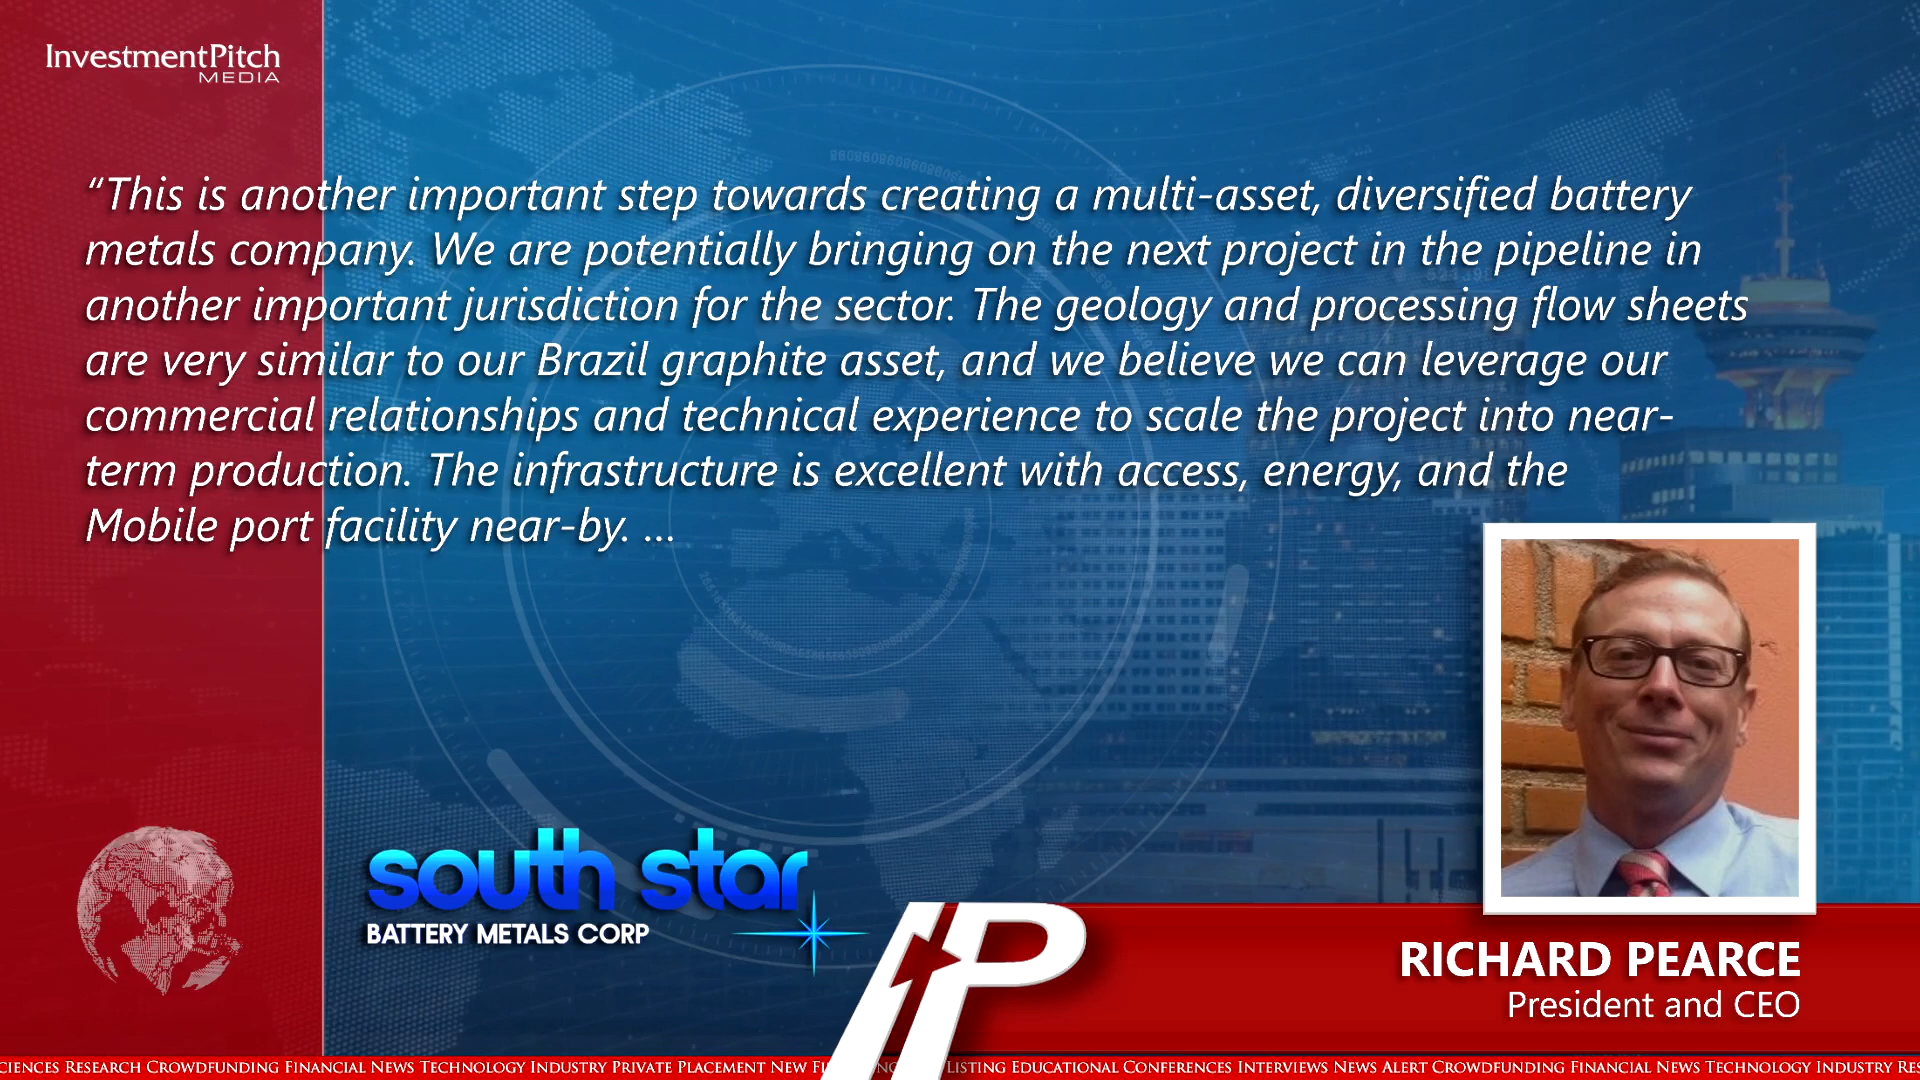 InvestmentPitch
MEDIA
“This is another important step towards creating a multi-asset, diversified battery
metals company. We are potentially bringing on the next project in the pipeline in
another important jurisdiction for the sector. The geology and processing flow sheets
are very similar to our Brazil graphite asset, and we believe we can leverage our
commercial relationships and technical experience to scale the project into near-
term production. The infrastructure is excellent with access, energy, and the
Mobile port facility near-by. ...
south star
BATTERY METALS CORP
IP
RICHARD PEARCE
President and CEO
CIENCES RESEARCH CROWDFUNDING FINANCIAL NEWS TECHNOLOGY INDUSTRY PRIVATE PLACEMENT NEW LISTING EDUCATIONAL CONFERENCES INTERVIEWS NEWS ALERT CROWDFUNDING FINANCIAL NEWS TECHNOLOGY INDUSTRY